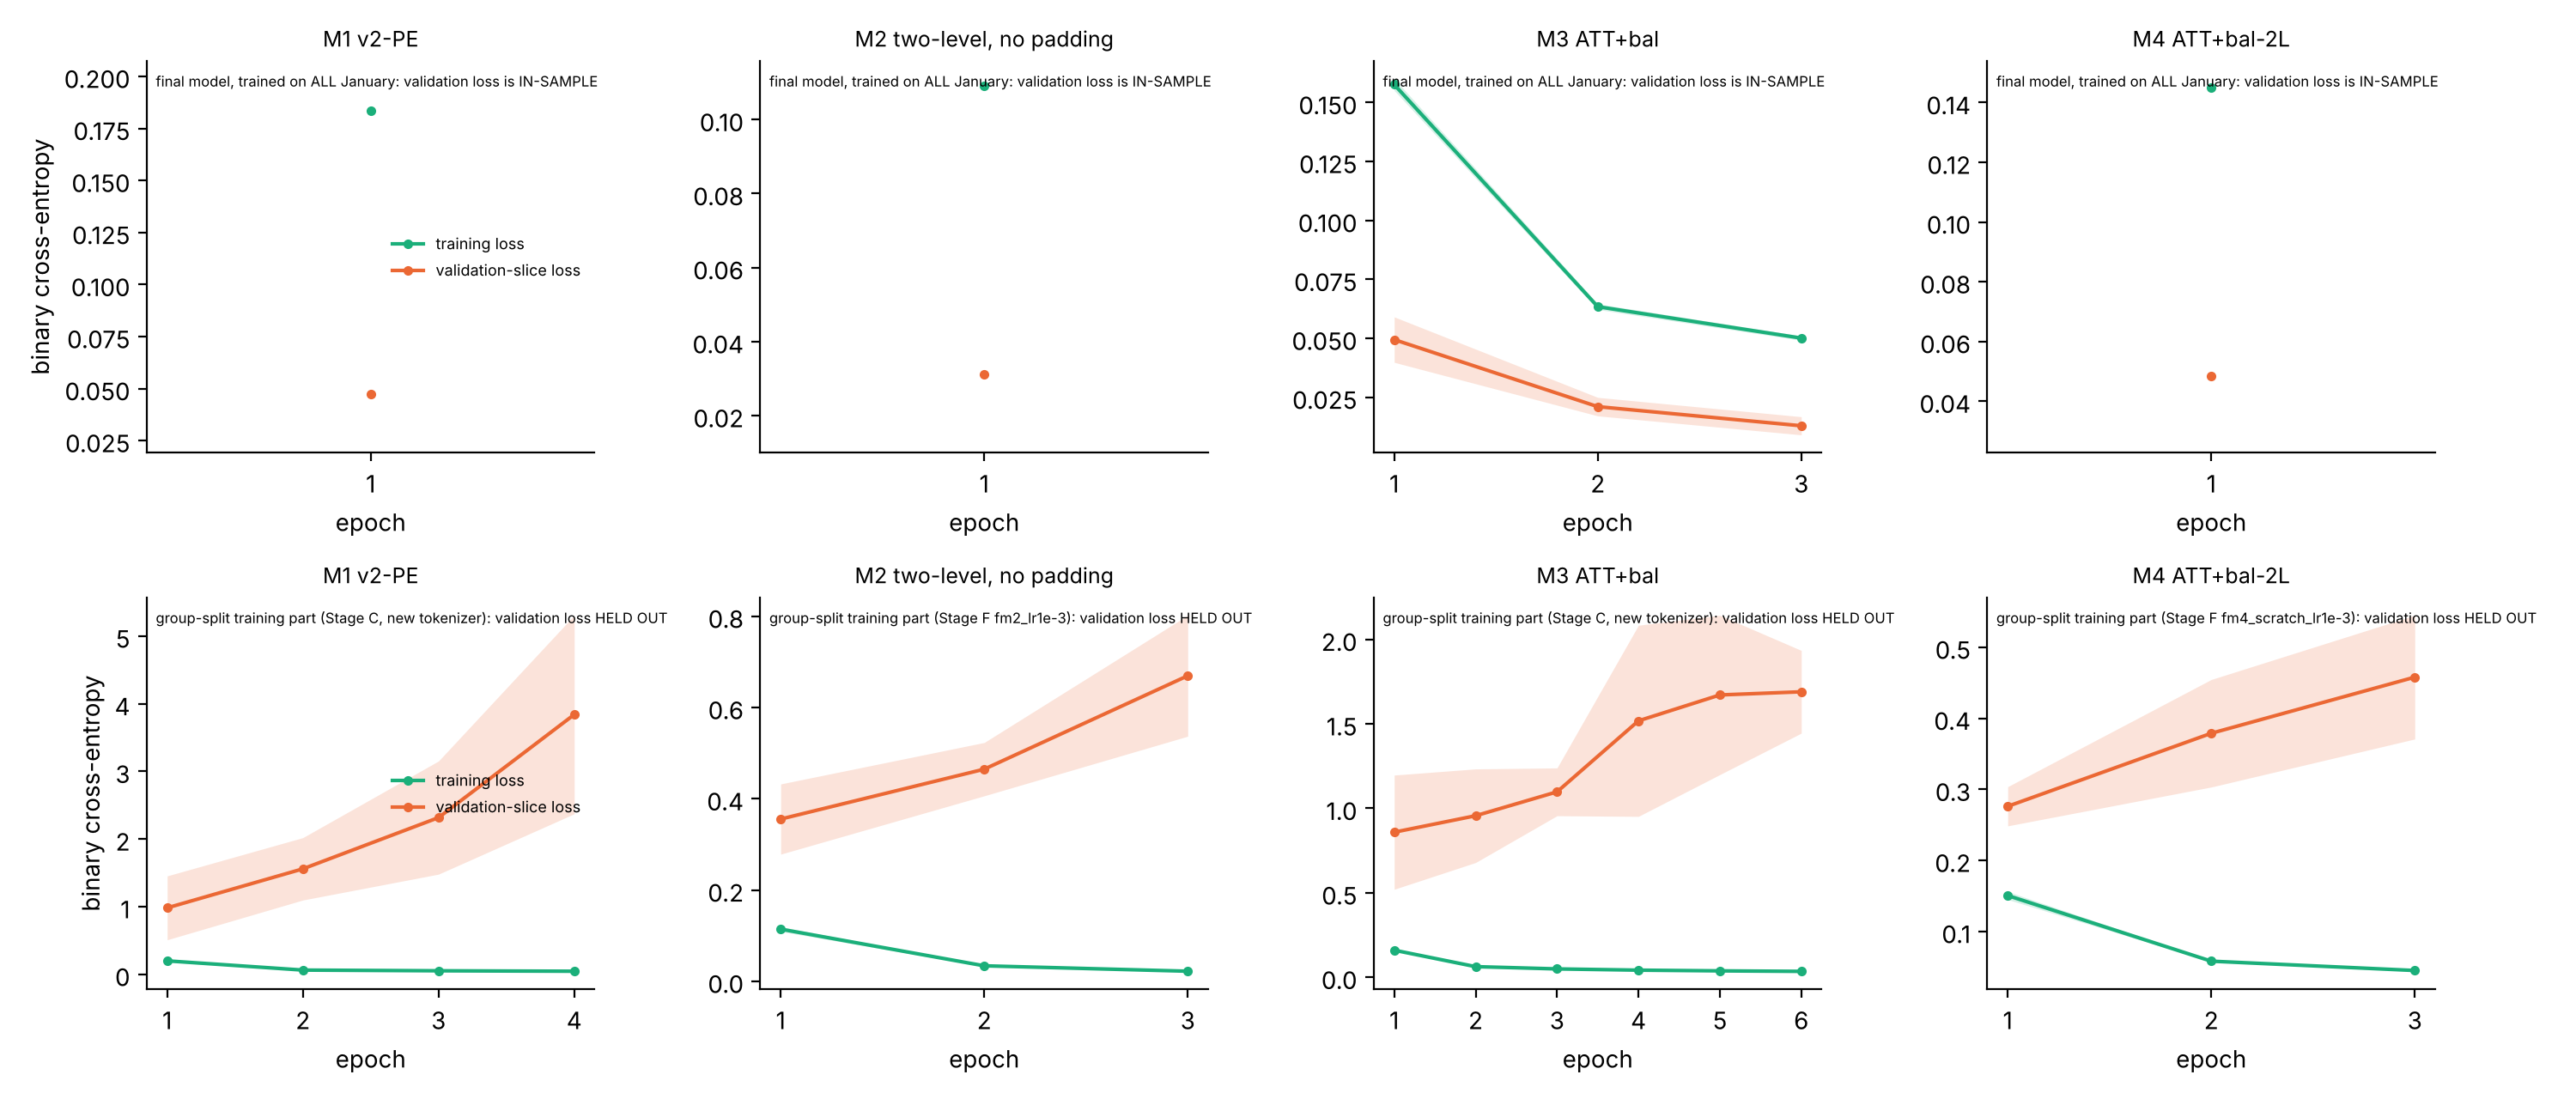 M1 v2-PE
final model, trained on ALL January: validation loss is IN-SAMPLE
binary cross-entropy
0.200
0.175
0.150
0.125
0.100
0.075
0.050
0.025
training loss
validation-slice loss
1
epoch
M2 two-level, no padding
final model, trained on ALL January: validation loss is IN-SAMPLE
0.10
0.08
0.06
0.04
0.02
1
epoch
M3 ATT+bal
final model, trained on ALL January: validation loss is IN-SAMPLE
0.150
0.125
0.100
0.075
0.050
0.025
1 2 3
epoch
M4 ATT+bal-2L
final model, trained on ALL January: validation loss is IN-SAMPLE
0.14
0.12
0.10
0.08
0.06
0.04
1
epoch
M1 v2-PE
group-split training part (Stage C, new tokenizer): validation loss HELD OUT
binary cross-entropy
5
4
3
2
1
0
training loss
validation-slice loss
1 2 3 4
epoch
M2 two-level, no padding
group-split training part (Stage F fm2_lr1e-3): validation loss HELD OUT
0.8
0.6
0.4
0.2
0.0
1 2 3
epoch
M3 ATT+bal
group-split training part (Stage C, new tokenizer): validation loss HELD OUT
2.0
1.5
1.0
0.5
0.0
1 2 3 4 5 6
epoch
M4 ATT+bal-2L
group-split training part (Stage F fm4_scratch_lr1e-3): validation loss HELD OUT
0.5
0.4
0.3
0.2
0.1
1 2 3
epoch